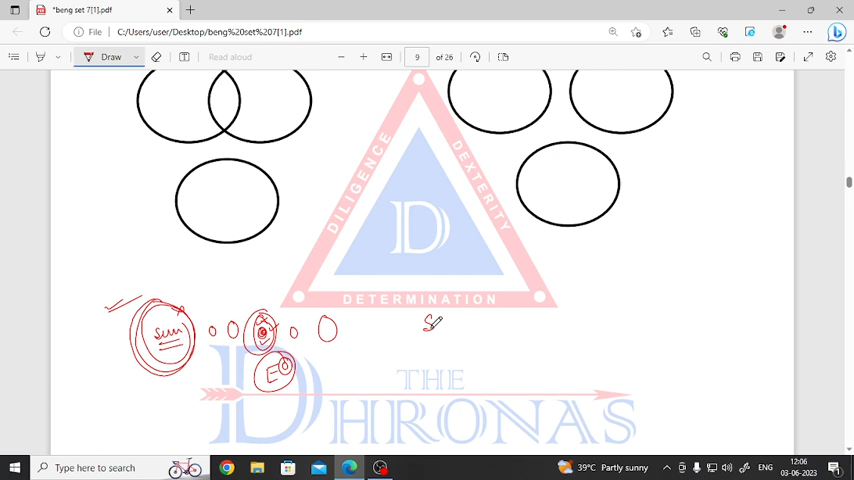 *beng set 7[1].pdf
File C:/Users/user/Desktop/beng%20set%207[1].pdf
Draw Read aloud 9 of 26
DILIGENCE
DEXTERITY
D
DETERMINATION
Sun
E
S
THE
DHRONAS
Type here to search
39°C Partly sunny
ENG
12:06
03-06-2023
1